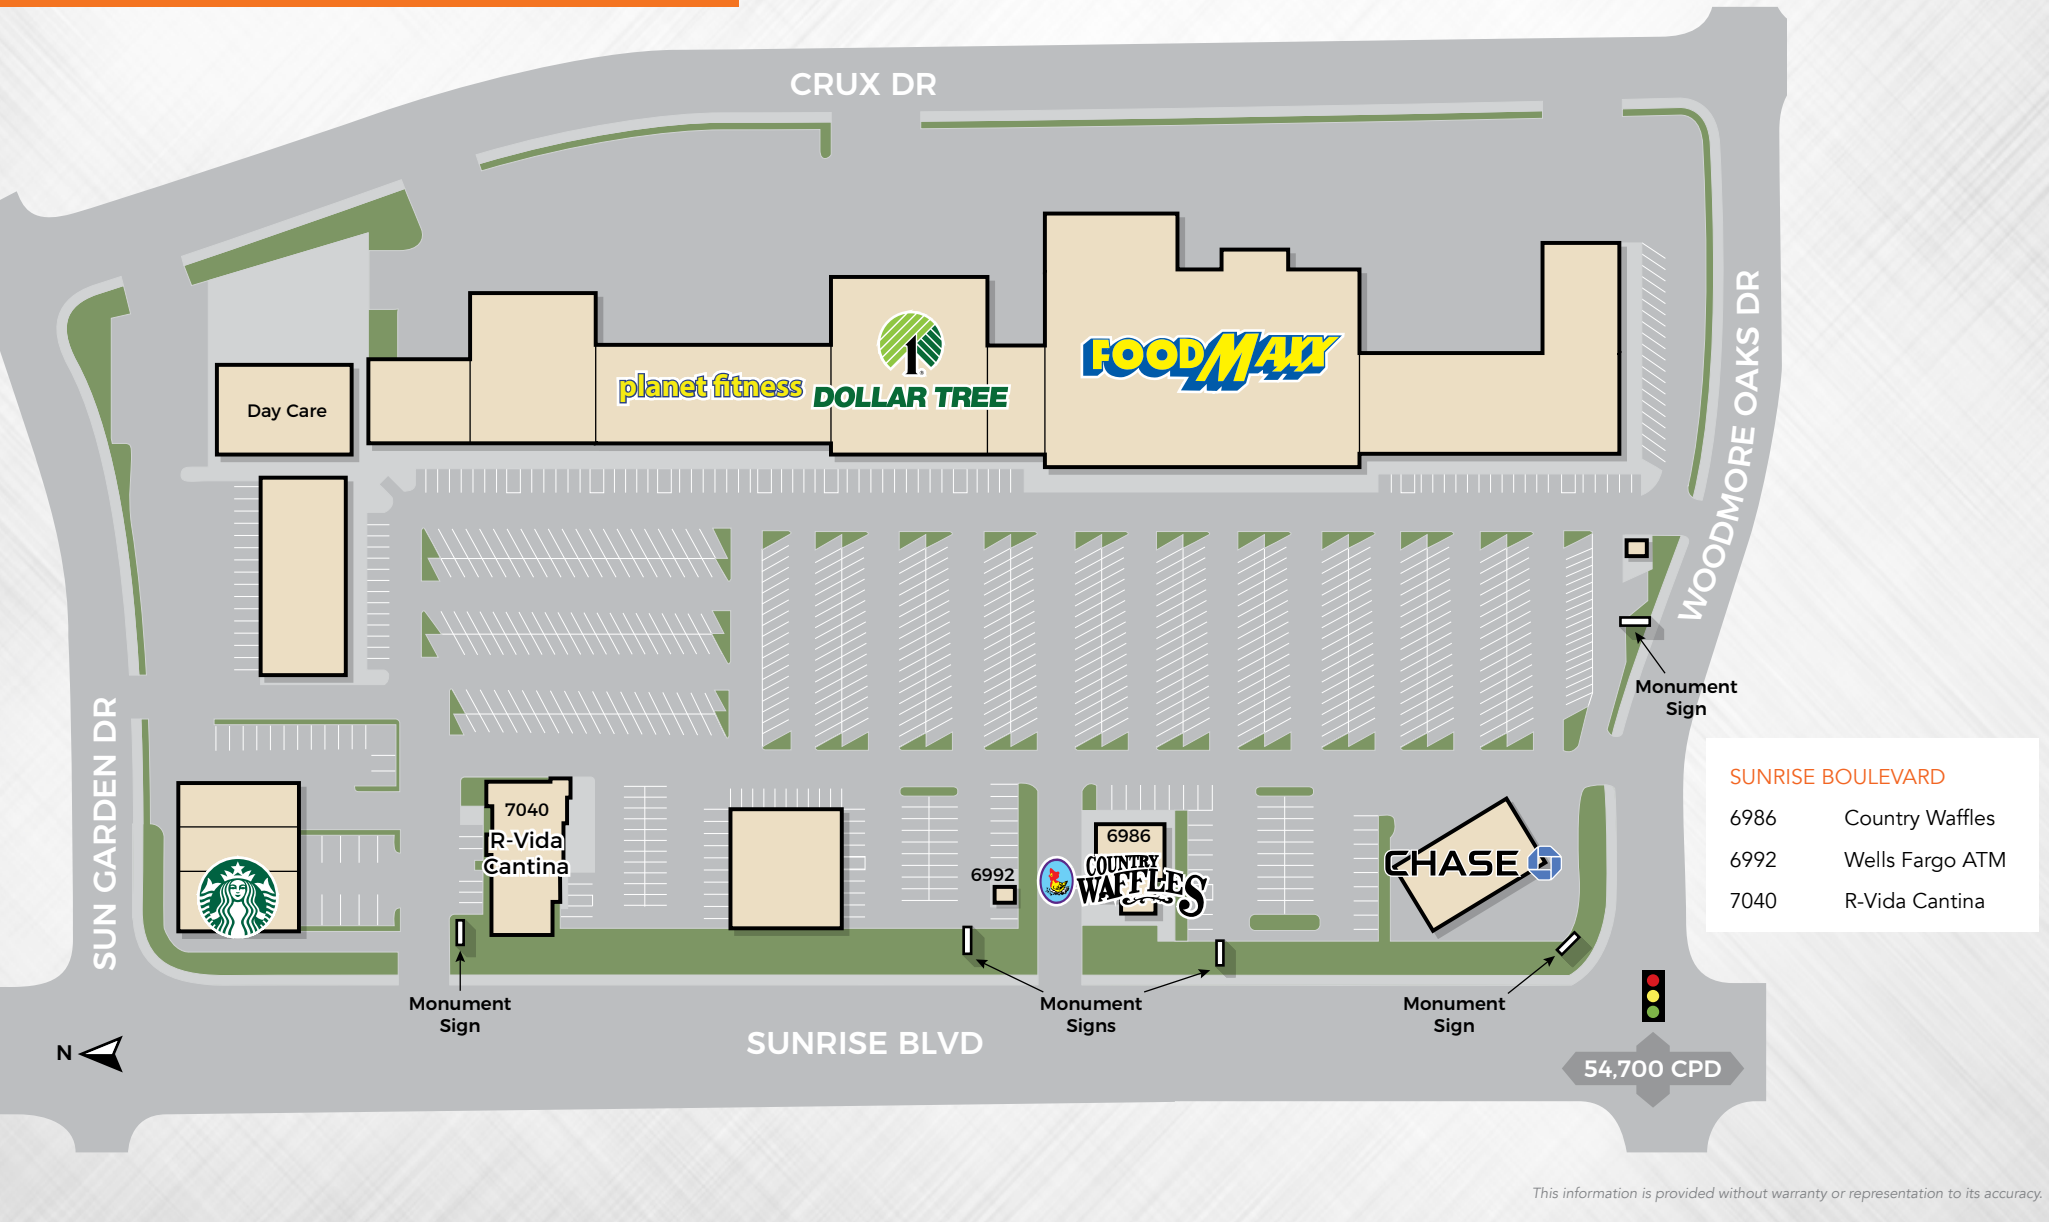 CRUX DR
WOODMORE OAKS DR
FOODMAXX
planet fitness
DOLLAR TREE
Day Care
Monument
Sign
SUN GARDEN DR
SUNRISE BOULEVARD
6986 Country Waffles
6992 Wells Fargo ATM
7040 R-Vida Cantina
7040
R-Vida
Cantina
6992
6986
COUNTRY
WAFFLES
CHASE
Monument
Sign
Monument
Signs
Monument
Sign
SUNRISE BLVD
N
54,700 CPD
This information is provided without warranty or representation to its accuracy.